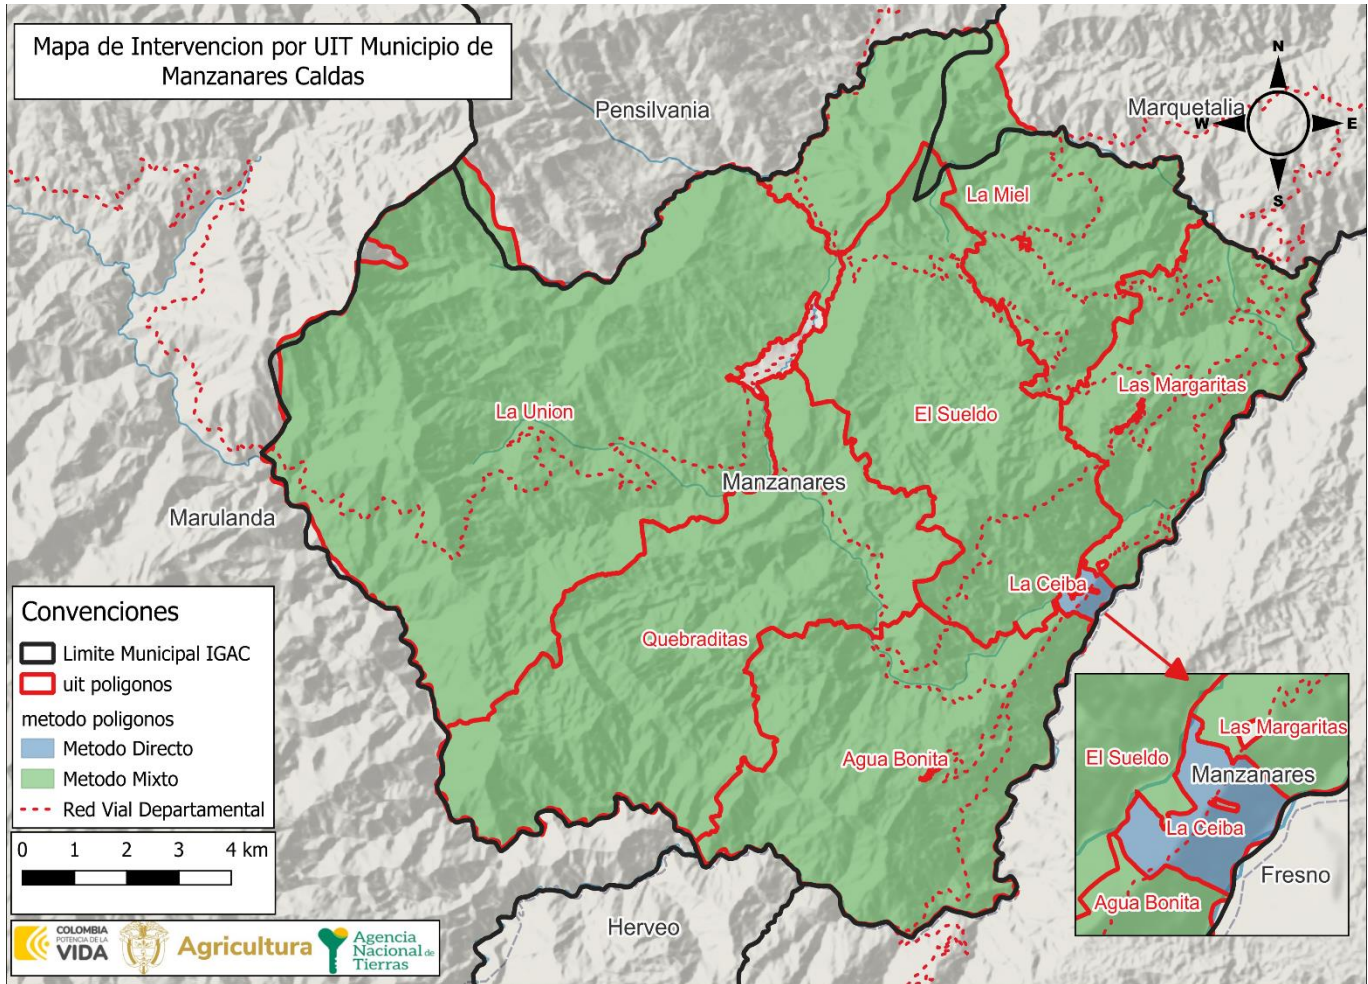 Mapa de Intervencion por UIT Municipio de
Manzanares Caldas
N
W
E
S
Pensilvania
Marquetalia
La Miel
La Union
El Sueldo
Las Margaritas
Manzanares
Marulanda
La Ceiba
Quebraditas
Agua Bonita
Herveo
Convenciones
Limite Municipal IGAC
uit poligonos
metodo poligonos
Metodo Directo
Metodo Mixto
Red Vial Departamental
0 1 2 3 4 km
COLOMBIA
POTENCIA DE LA
VIDA
Agricultura
Agencia
Nacional de
Tierras
Las Margaritas
El Sueldo
Manzanares
La Ceiba
Fresno
Agua Bonita